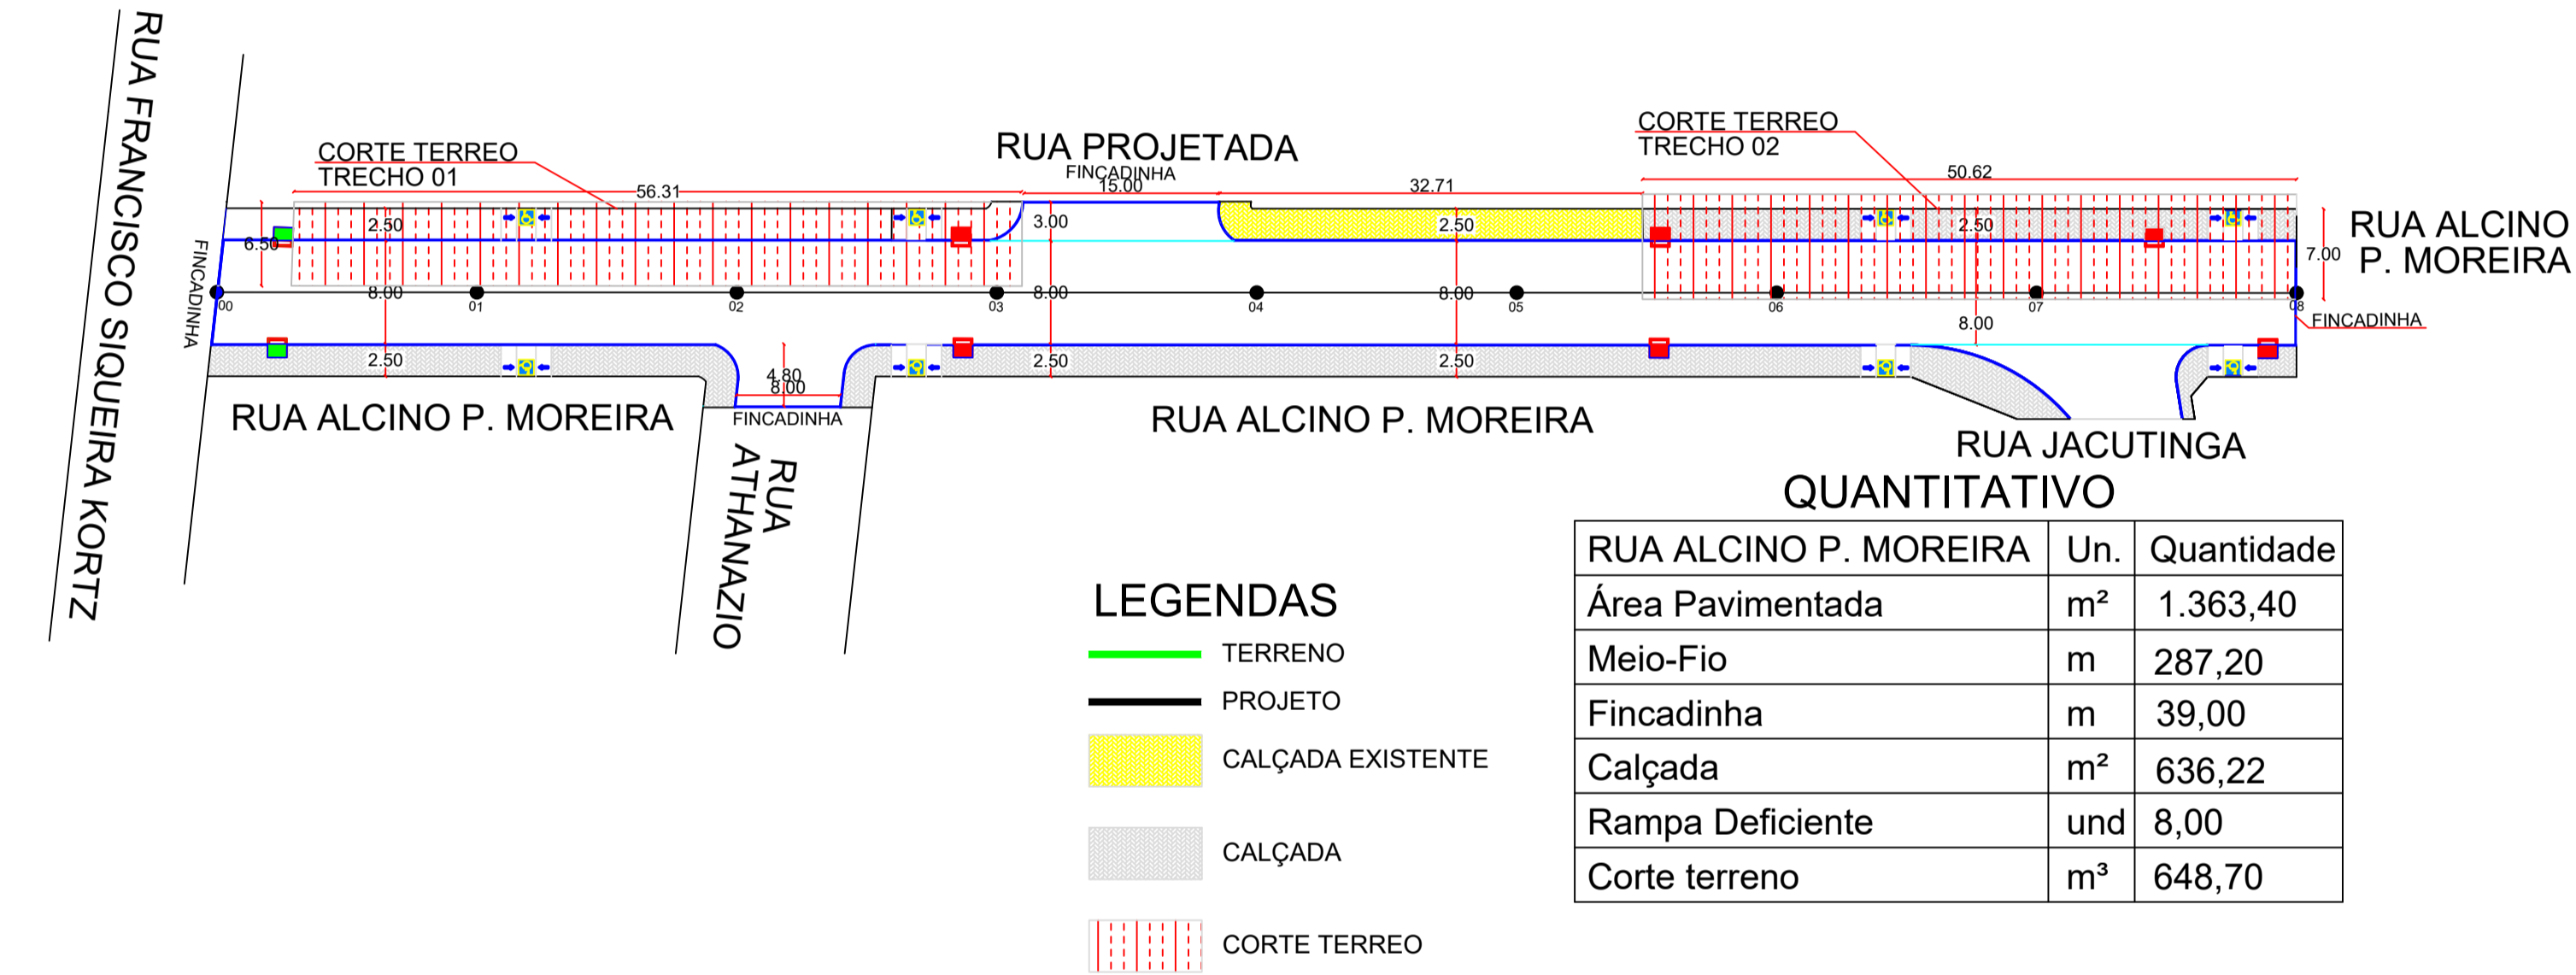 RUA FRANCISCO SIQUEIRA KORTZ
FINCADINHA
CORTE TERREO
TRECHO 01
56.31
RUA PROJETADA
FINCADINHA
15.00
32.71
CORTE TERREO
TRECHO 02
50.62
RUA ALCINO
P. MOREIRA
7.00
FINCADINHA
6.50
2.50
3.00
2.50
2.50
8.00
8.00
8.00
8.00
00
01
02
03
04
05
06
07
08
2.50
4.80
8.00
2.50
2.50
FINCADINHA
RUA ALCINO P. MOREIRA
RUA ALCINO P. MOREIRA
RUA JACUTINGA
RUA
ATHANAZIO
LEGENDAS
TERRENO
PROJETO
CALÇADA EXISTENTE
CALÇADA
CORTE TERREO
QUANTITATIVO
RUA ALCINO P. MOREIRA Un. Quantidade
Área Pavimentada m² 1.363,40
Meio-Fio m 287,20
Fincadinha m 39,00
Calçada m² 636,22
Rampa Deficiente und 8,00
Corte terreno m³ 648,70